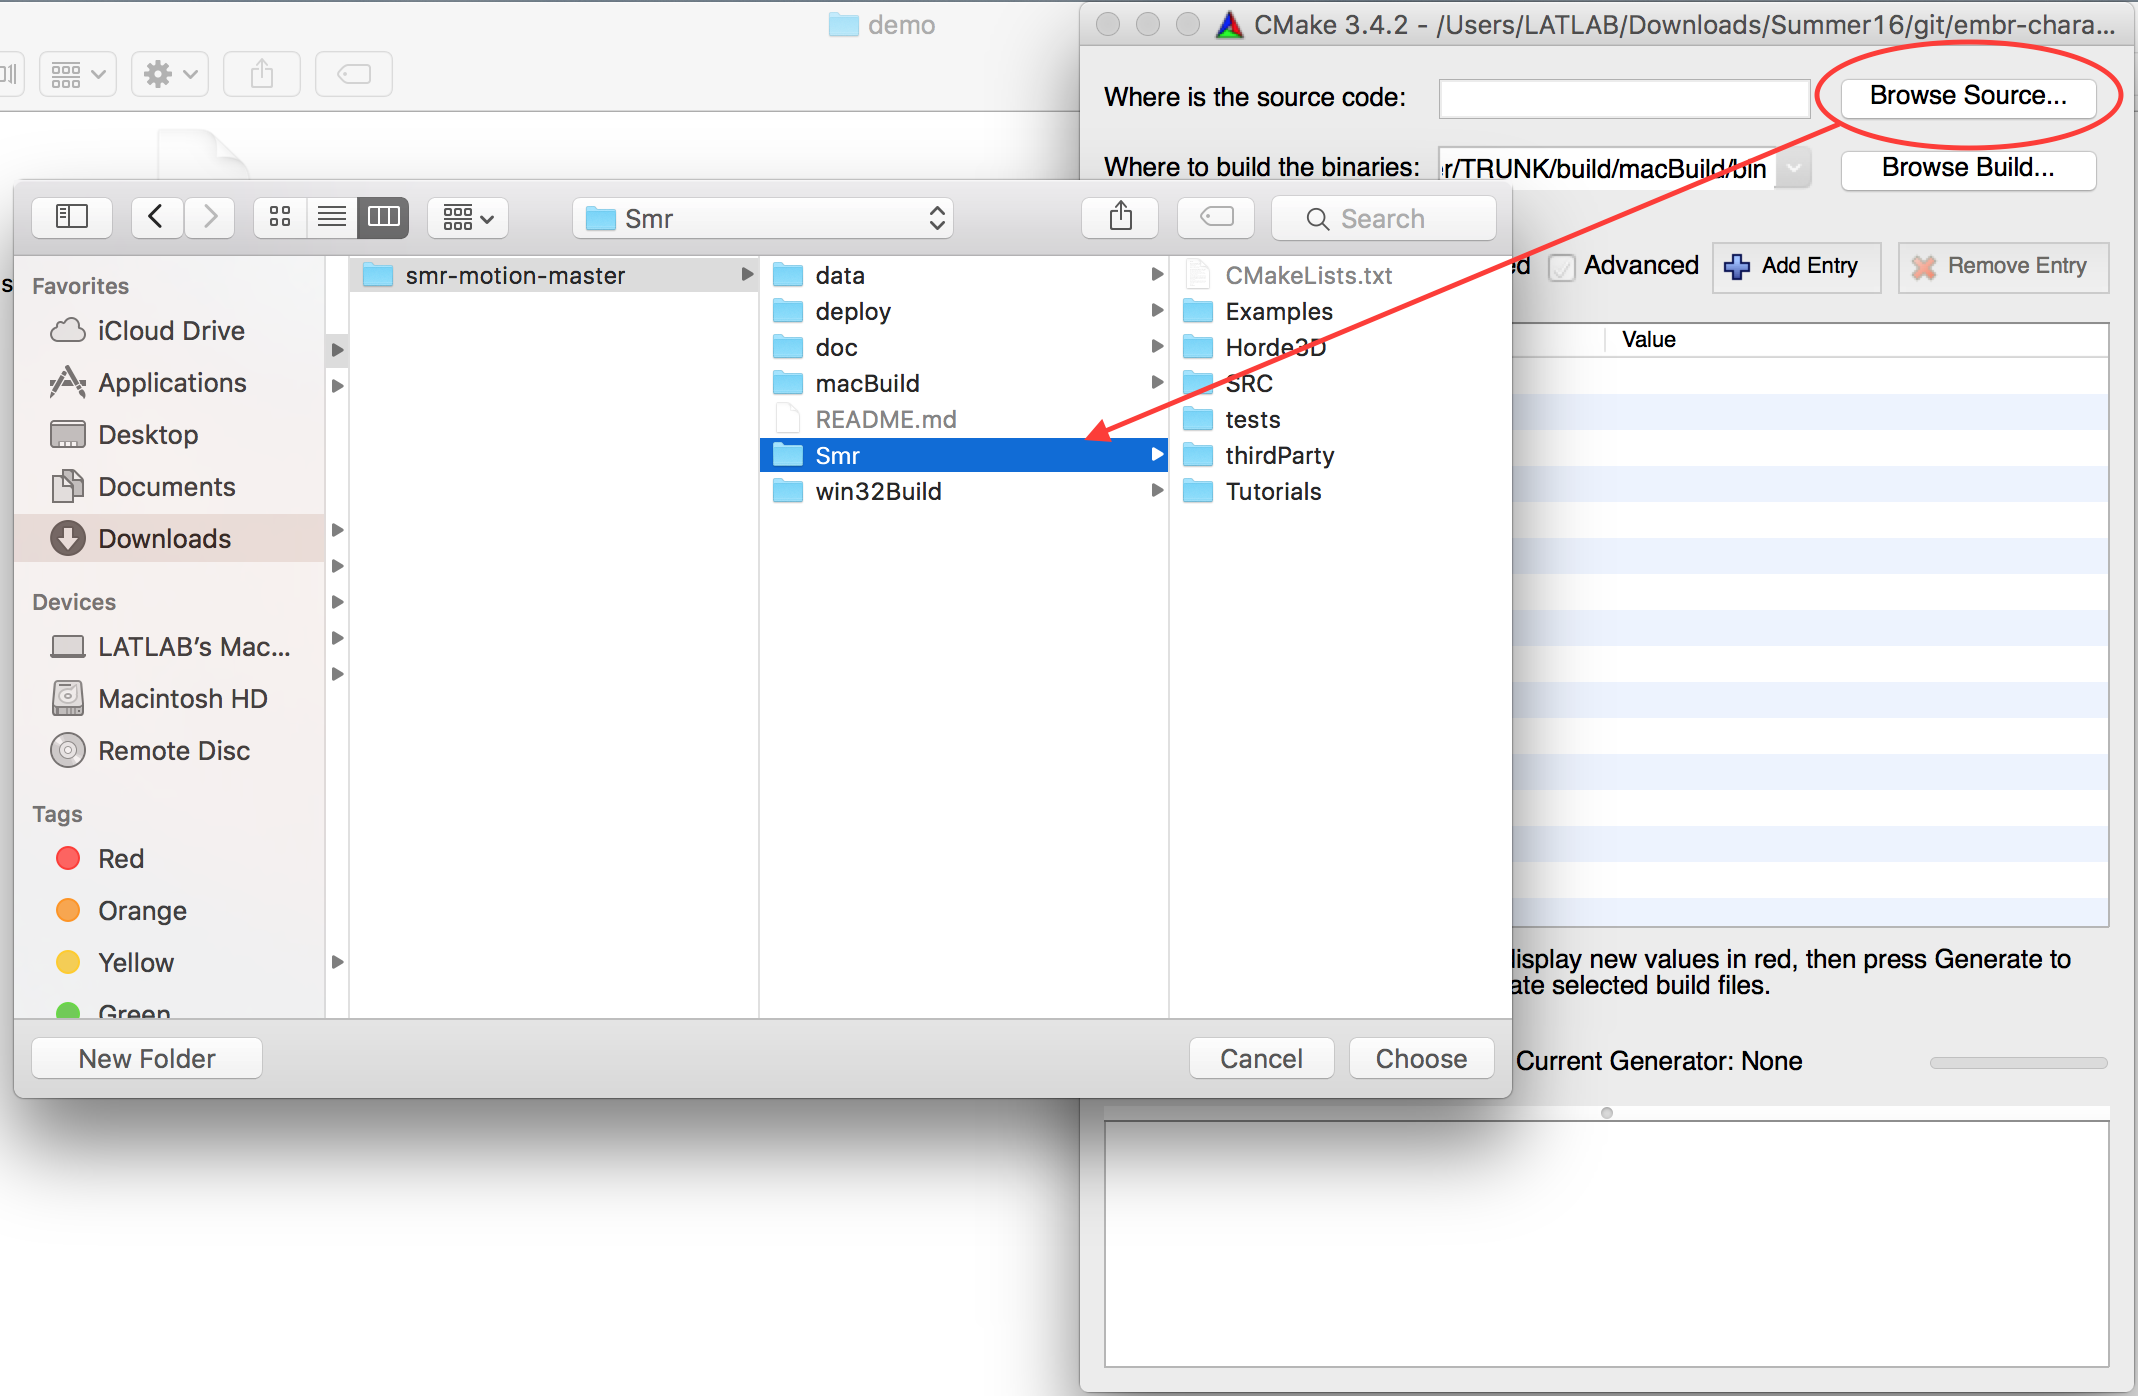 demo
CMake 3.4.2 - /Users/LATLAB/Downloads/Summer16/git/embr-chara...
Where is the source code:
Browse Source...
Where to build the binaries:
r/TRUNK/build/macBuild/bin
Browse Build...
Smr
Search
Advanced
Add Entry
Remove Entry
Value
s
Favorites
iCloud Drive
Applications
Desktop
Documents
Downloads
Devices
LATLAB's Mac...
Macintosh HD
Remote Disc
Tags
Red
Orange
Yellow
Green
smr-motion-master
data
deploy
doc
macBuild
README.md
Smr
win32Build
CMakeLists.txt
Examples
Horde3D
SRC
tests
thirdParty
Tutorials
display new values in red, then press Generate to
ate selected build files.
New Folder
Cancel
Choose
Current Generator: None